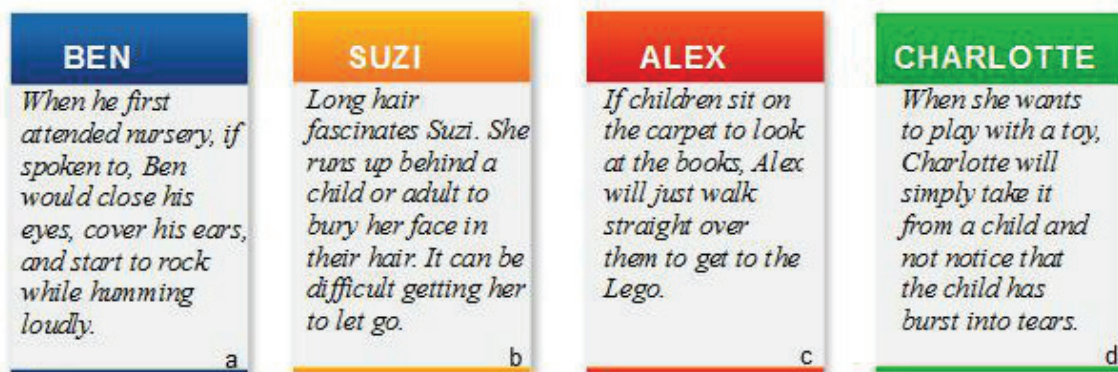 BEN
When he first
attended nursery, if
spoken to, Ben
would close his
eyes, cover his ears,
and start to rock
while humming
loudly.
a
SUZI
Long hair
fascinates Suzi. She
runs up behind a
child or adult to
bury her face in
their hair. It can be
difficult getting her
to let go.
b
ALEX
If children sit on
the carpet to look
at the books, Alex
will just walk
straight over
them to get to the
Lego.
c
CHARLOTTE
When she wants
to play with a toy,
Charlotte will
simply take it
from a child and
not notice that
the child has
burst into tears.
d